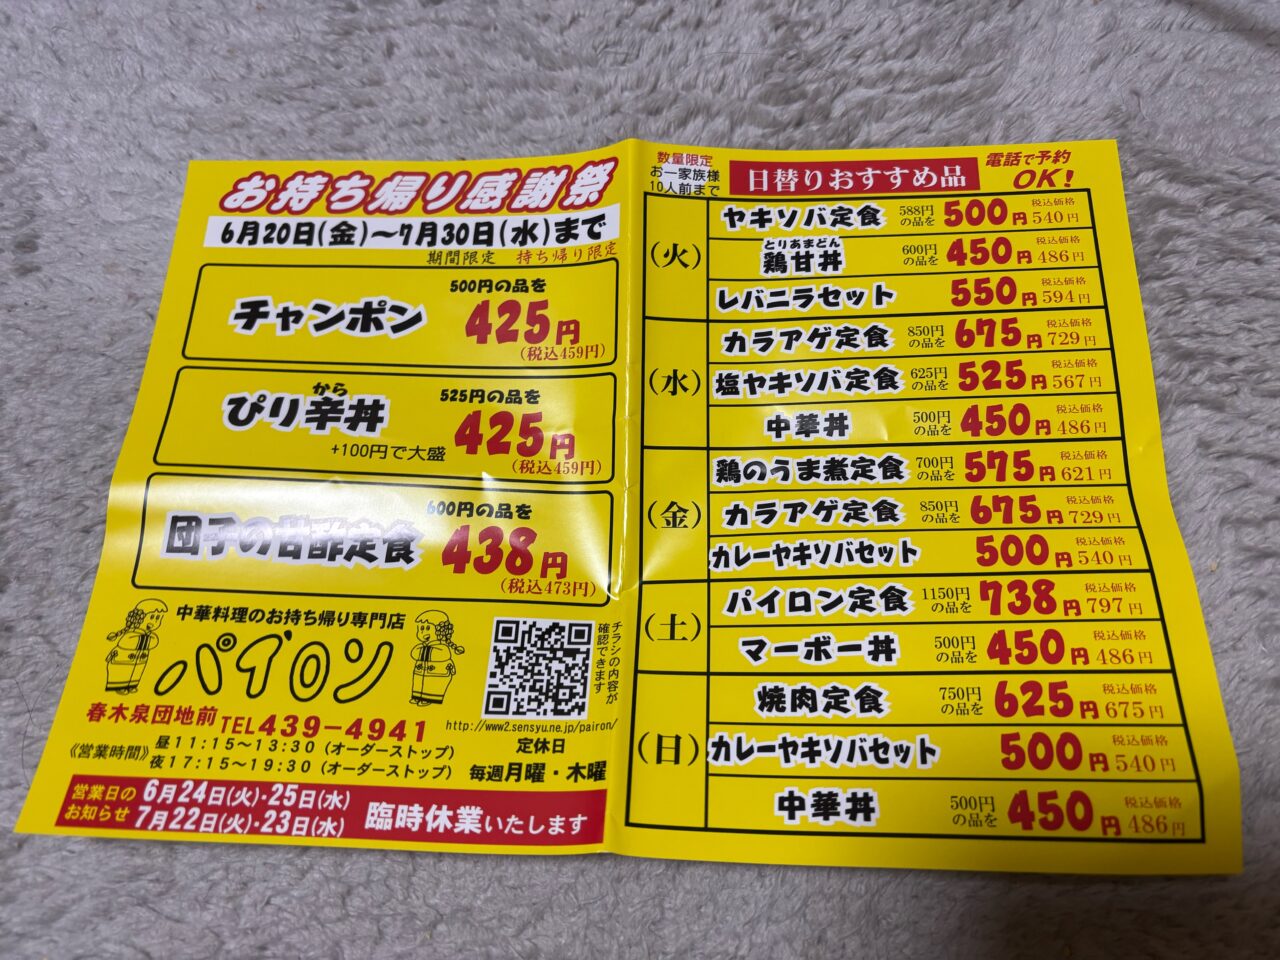 お持ち帰り感謝祭
6月20日(金)〜7月30日(水)まで
期間限定 持ち帰り限定
チャンポン
500円の品を
425円
(税込459円)
ぴり辛丼
から
+100円で大盛
525円の品を
425円
(税込459円)
団子の甘酢定食
600円の品を
438円
(税込473円)
中華料理のお持ち帰り専門店
パイロン
チラシの内容が
確認できます
http://www2.sensyu.ne.jp/pairon/
春木泉団地前 TEL439-4941
《営業時間》
昼11:15〜13:30(オーダーストップ)
夜17:15〜19:30(オーダーストップ)
定休日
毎週月曜・木曜
営業日の
お知らせ
6月24日(火)・25日(水)
7月22日(火)・23日(水)
臨時休業いたします
数量限定
お一家族様
10人前まで
日替りおすすめ品
電話で予約
OK!
(火)
ヤキソバ定食 588円の品を 500円 税込価格 540円
とりあまどん
鶏甘丼 600円の品を 450円 税込価格 486円
レバニラセット 550円 税込価格 594円
(水)
カラアゲ定食 850円の品を 675円 税込価格 729円
塩ヤキソバ定食 625円の品を 525円 税込価格 567円
中華丼 500円の品を 450円 税込価格 486円
(金)
鶏のうま煮定食 700円の品を 575円 税込価格 621円
カラアゲ定食 850円の品を 675円 税込価格 729円
カレーヤキソバセット 500円 税込価格 540円
(土)
パイロン定食 1150円の品を 738円 税込価格 797円
マーボー丼 500円の品を 450円 税込価格 486円
(日)
焼肉定食 750円の品を 625円 税込価格 675円
カレーヤキソバセット 500円 税込価格 540円
中華丼 500円の品を 450円 税込価格 486円